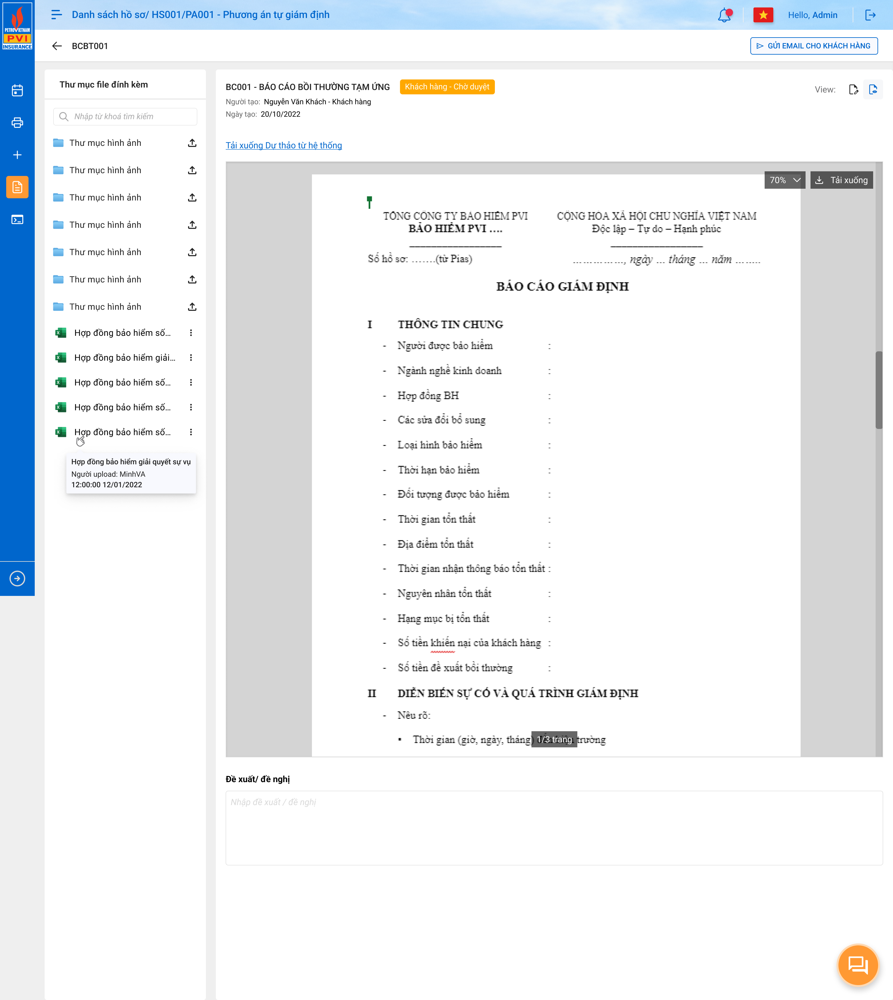 PETROVIETNAM
PVI
INSURANCE
Danh sách hồ sơ/ HS001/PA001 - Phương án tự giám định
Hello, Admin
BCBT001
GỬI EMAIL CHO KHÁCH HÀNG
Thư mục file đính kèm
Nhập từ khoá tìm kiếm
Thư mục hình ảnh
Thư mục hình ảnh
Thư mục hình ảnh
Thư mục hình ảnh
Thư mục hình ảnh
Thư mục hình ảnh
Thư mục hình ảnh
Hợp đồng bảo hiểm số...
Hợp đồng bảo hiểm giải...
Hợp đồng bảo hiểm số...
Hợp đồng bảo hiểm số...
Hợp đồng bảo hiểm số...
Hợp đồng bảo hiểm giải quyết sự vụ
Người upload: MinhVA
12:00:00 12/01/2022
BC001 - BÁO CÁO BỒI THƯỜNG TẠM ỨNG
Khách hàng - Chờ duyệt
View:
Người tạo: Nguyễn Văn Khách - Khách hàng
Ngày tạo: 20/10/2022
Tải xuống Dự thảo từ hệ thống
70%
Tải xuống
TỔNG CÔNG TY BẢO HIỂM PVI
BẢO HIỂM PVI ....
CỘNG HÒA XÃ HỘI CHỦ NGHĨA VIỆT NAM
Độc lập – Tự do – Hạnh phúc
Số hồ sơ: …….(từ Pias)
……………, ngày … tháng … năm ……..
BÁO CÁO GIÁM ĐỊNH
I THÔNG TIN CHUNG
- Người được bảo hiểm :
- Ngành nghề kinh doanh :
- Hợp đồng BH :
- Các sửa đổi bổ sung :
- Loại hình bảo hiểm :
- Thời hạn bảo hiểm :
- Đối tượng được bảo hiểm :
- Thời gian tổn thất :
- Địa điểm tổn thất :
- Thời gian nhận thông báo tổn thất :
- Nguyên nhân tổn thất :
- Hạng mục bị tổn thất :
- Số tiền khiến nại của khách hàng :
- Số tiền đề xuất bồi thường :
II DIỄN BIẾN SỰ CỐ VÀ QUÁ TRÌNH GIÁM ĐỊNH
- Nêu rõ:
▪ Thời gian (giờ, ngày, tháng) trường
1/3 trang
Đề xuất/ đề nghị
Nhập đề xuất / đề nghị